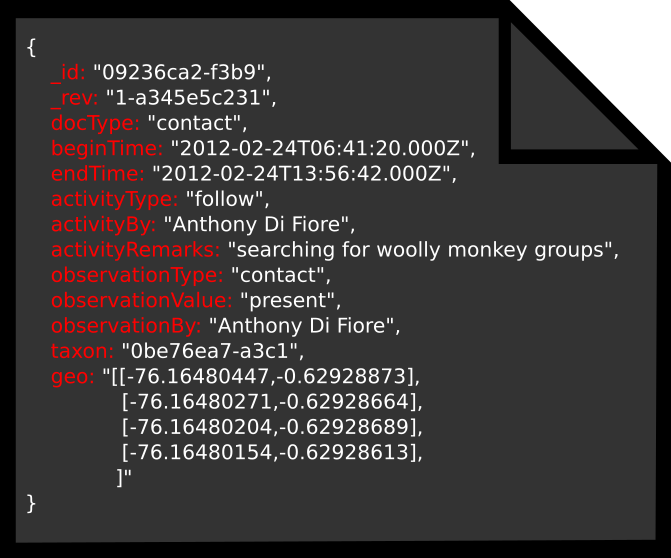 {
_id: "09236ca2-f3b9",
_rev: "1-a345e5c231",
docType: "contact",
beginTime: "2012-02-24T06:41:20.000Z",
endTime: "2012-02-24T13:56:42.000Z",
activityType: "follow",
activityBy: "Anthony Di Fiore",
activityRemarks: "searching for woolly monkey groups",
observationType: "contact",
observationValue: "present",
observationBy: "Anthony Di Fiore",
taxon: "0be76ea7-a3c1",
geo: "[[-76.16480447,-0.62928873],
[-76.16480271,-0.62928664],
[-76.16480204,-0.62928689],
[-76.16480154,-0.62928613],
]"
}